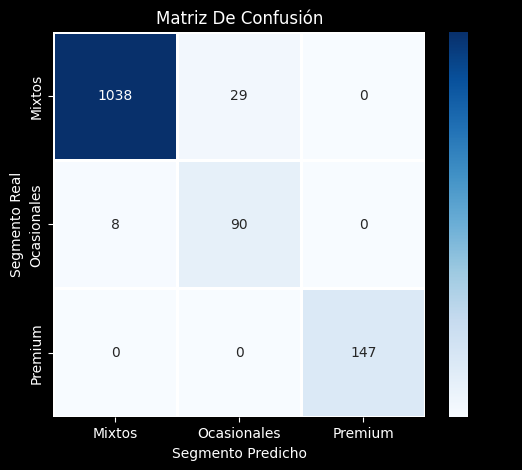 Matriz De Confusión
Segmento Real
Mixtos
1038 29 0
Ocasionales
8 90 0
Premium
0 0 147
Mixtos Ocasionales Premium
Segmento Predicho